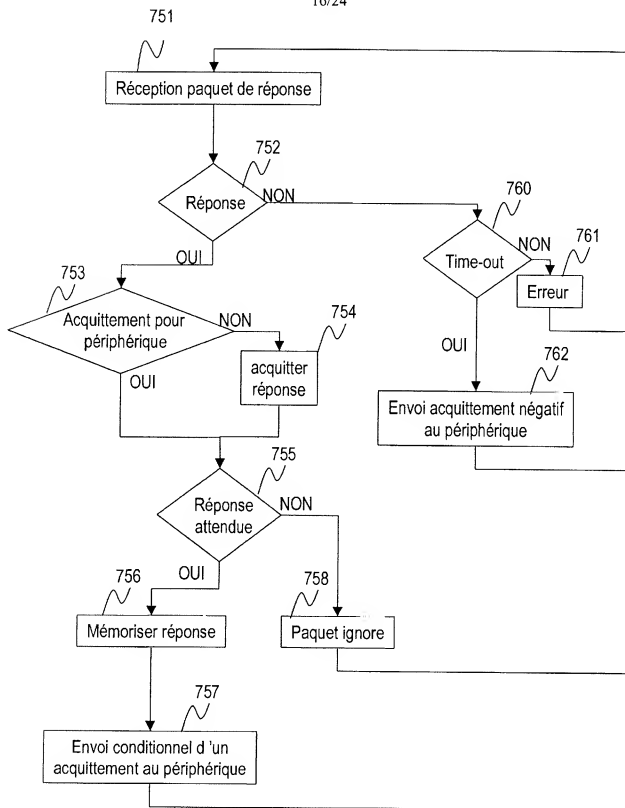 16/24
751
Réception paquet de réponse
752
Réponse
NON
OUI
760
Time-out
NON
761
Erreur
753
Acquittement pour
périphérique
NON
OUI
754
acquitter
réponse
OUI
762
Envoi acquittement négatif
au périphérique
755
Réponse
attendue
NON
OUI
756
Mémoriser réponse
758
Paquet ignore
757
Envoi conditionnel d 'un
acquittement au périphérique